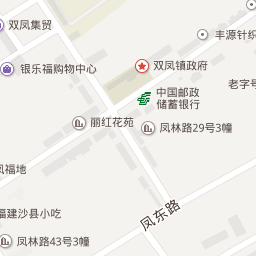 双凤集贸
丰源针织
银乐福购物中心
双凤镇政府
老字号
中国邮政
储蓄银行
丽红花苑
凤林路29号3幢
凤福地
凤东路
福建沙县小吃
凤林路43号3幢